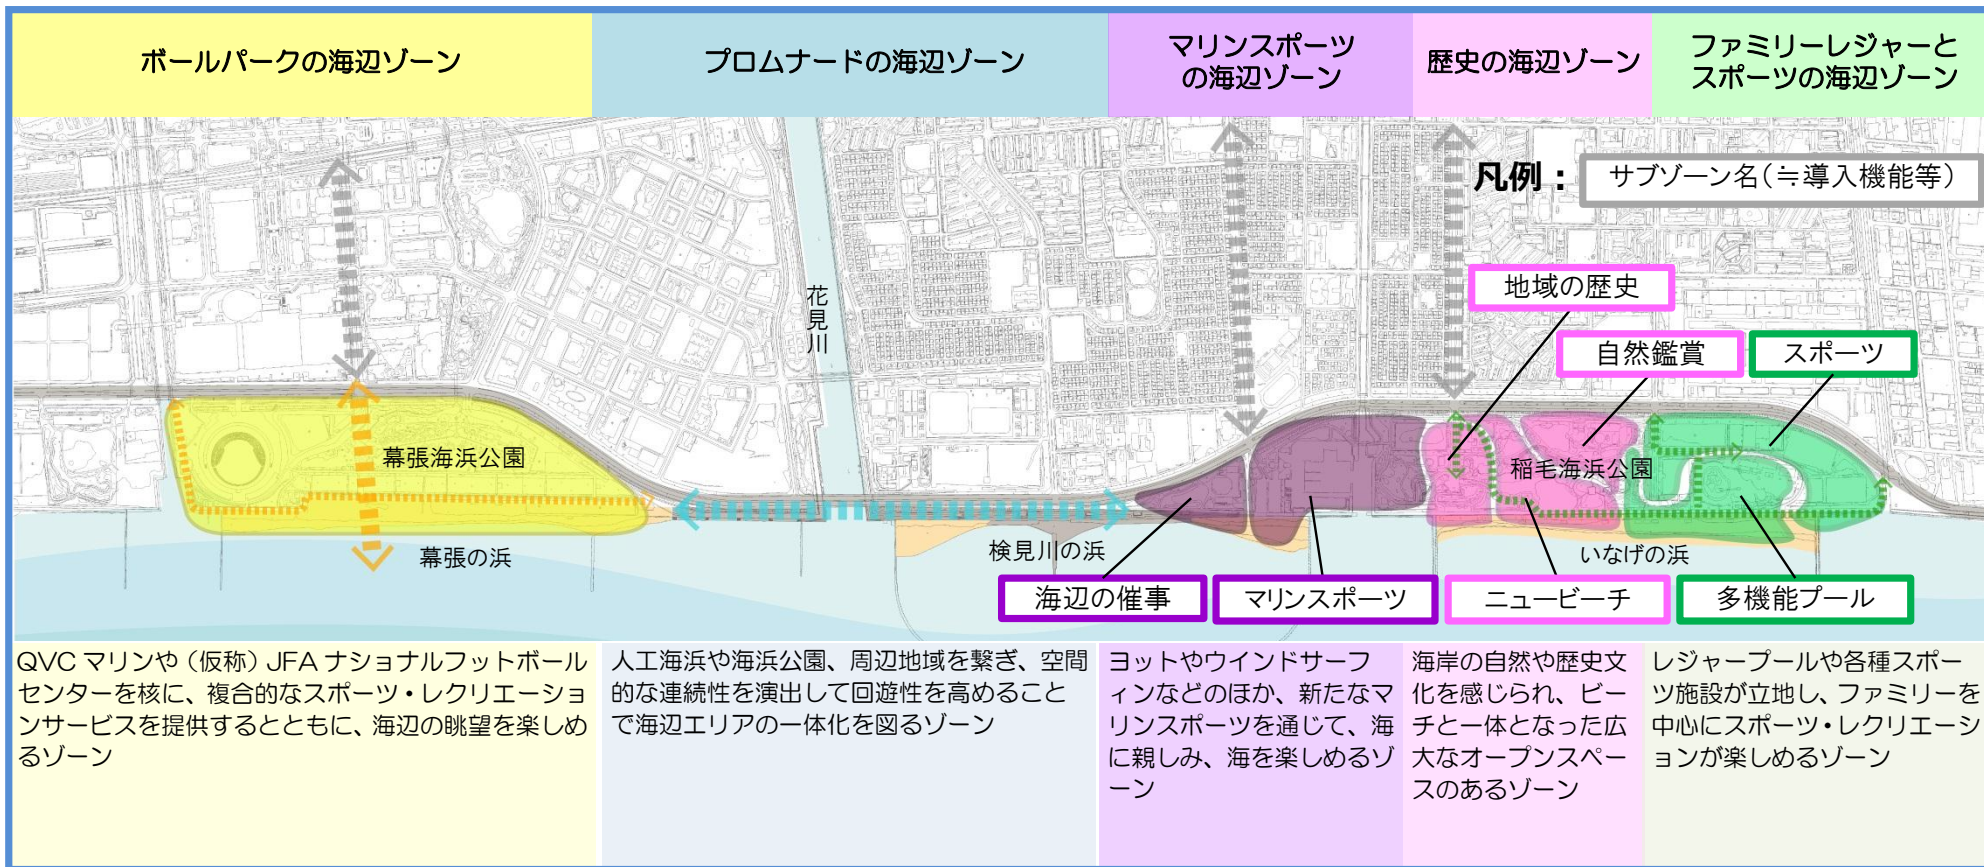 ボールパークの海辺ゾーン
プロムナードの海辺ゾーン
マリンスポーツ
の海辺ゾーン
歴史の海辺ゾーン
ファミリーレジャーと
スポーツの海辺ゾーン
凡例：
サブゾーン名（≒導入機能等）
花見川
地域の歴史
自然鑑賞
スポーツ
幕張海浜公園
稲毛海浜公園
幕張の浜
検見川の浜
いなげの浜
海辺の催事
マリンスポーツ
ニュービーチ
多機能プール
QVCマリンや（仮称）JFAナショナルフットボール
センターを核に、複合的なスポーツ・レクリエーショ
ンサービスを提供するとともに、海辺の眺望を楽しめ
るゾーン
人工海浜や海浜公園、周辺地域を繋ぎ、空間
的な連続性を演出して回遊性を高めること
で海辺エリアの一体化を図るゾーン
ヨットやウインドサーフ
ィンなどのほか、新たなマ
リンスポーツを通じて、海
に親しみ、海を楽しめるゾ
ーン
海岸の自然や歴史文
化を感じられ、ビー
チと一体となった広
大なオープンスペー
スのあるゾーン
レジャープールや各種スポー
ツ施設が立地し、ファミリーを
中心にスポーツ・レクリエーシ
ョンが楽しめるゾーン